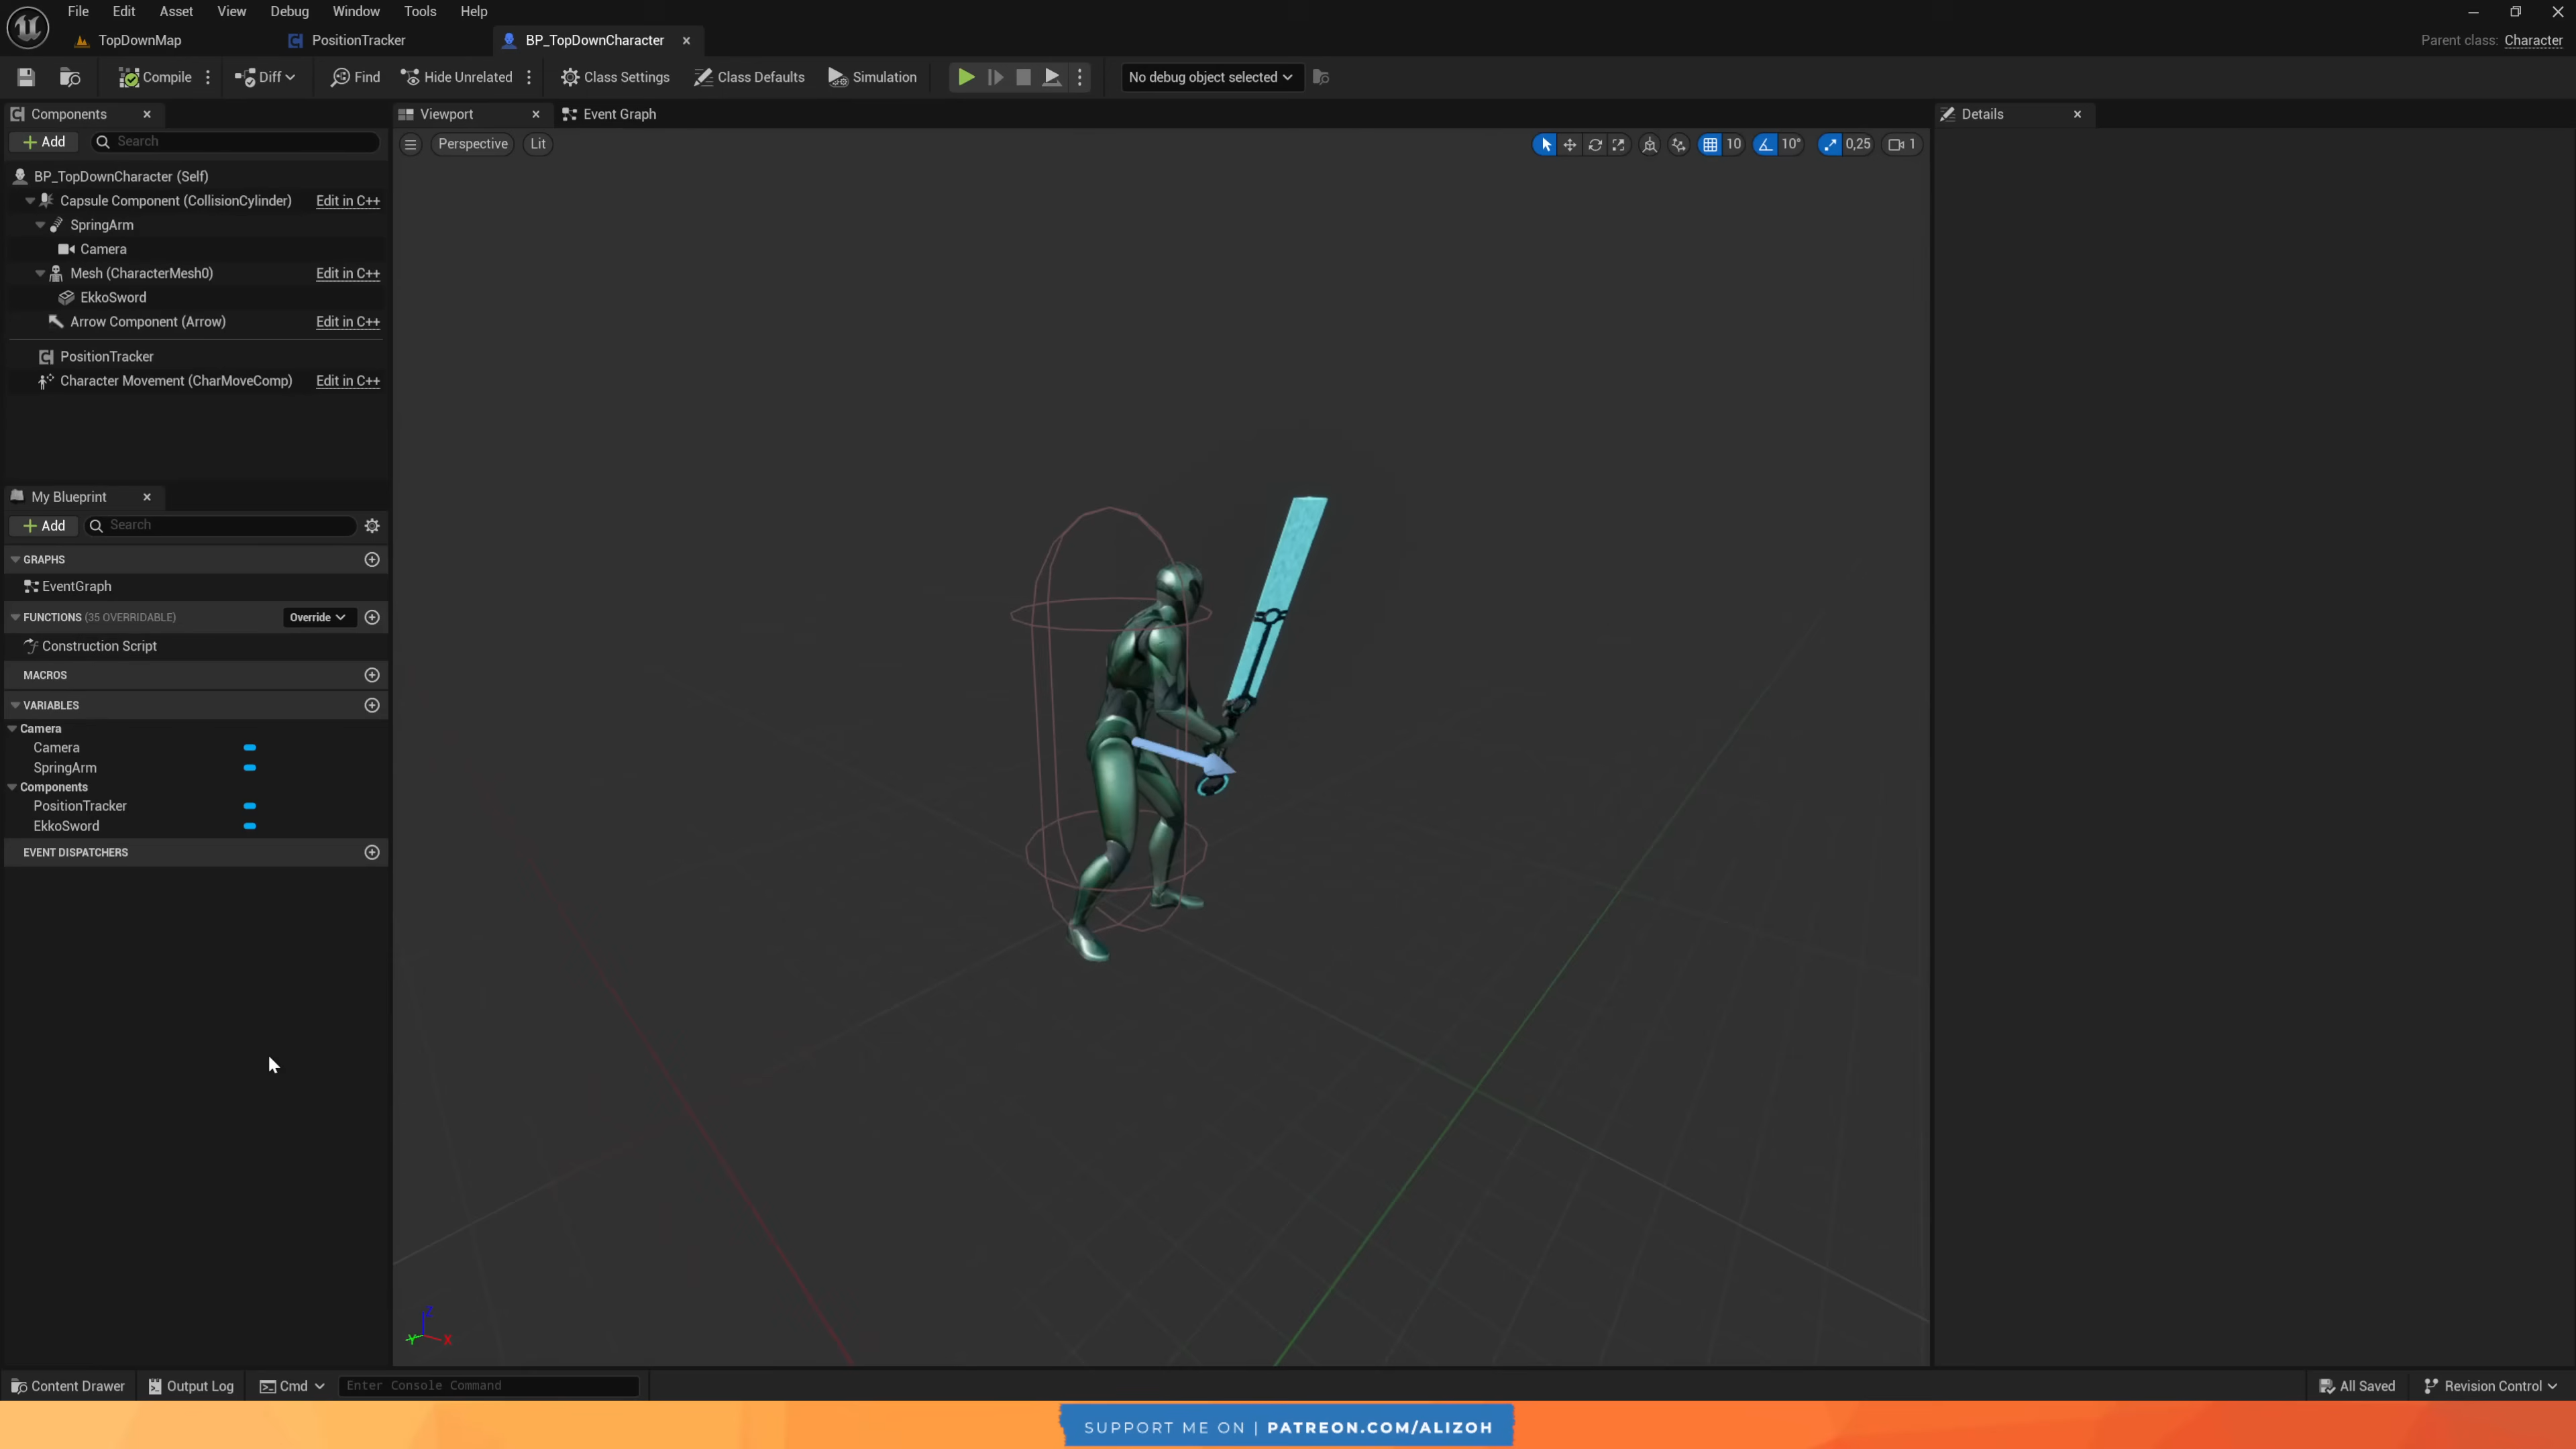 File Edit Asset View Debug Window Tools Help
TopDownMap PositionTracker BP_TopDownCharacter Parent class: Character
Compile Diff Find Hide Unrelated Class Settings Class Defaults Simulation No debug object selected
Components Viewport Event Graph Details
Add Search Perspective Lit 10 10° 0,25 1
BP_TopDownCharacter (Self)
Capsule Component (CollisionCylinder) Edit in C++
SpringArm
Camera
Mesh (CharacterMesh0) Edit in C++
EkkoSword
Arrow Component (Arrow) Edit in C++
PositionTracker
Character Movement (CharMoveComp) Edit in C++
My Blueprint
Add Search
GRAPHS
EventGraph
FUNCTIONS (35 OVERRIDABLE) Override
Construction Script
MACROS
VARIABLES
Camera
Camera
SpringArm
Components
PositionTracker
EkkoSword
EVENT DISPATCHERS
Z
Y X
Content Drawer Output Log Cmd Enter Console Command All Saved Revision Control
SUPPORT ME ON | PATREON.COM/ALIZOH